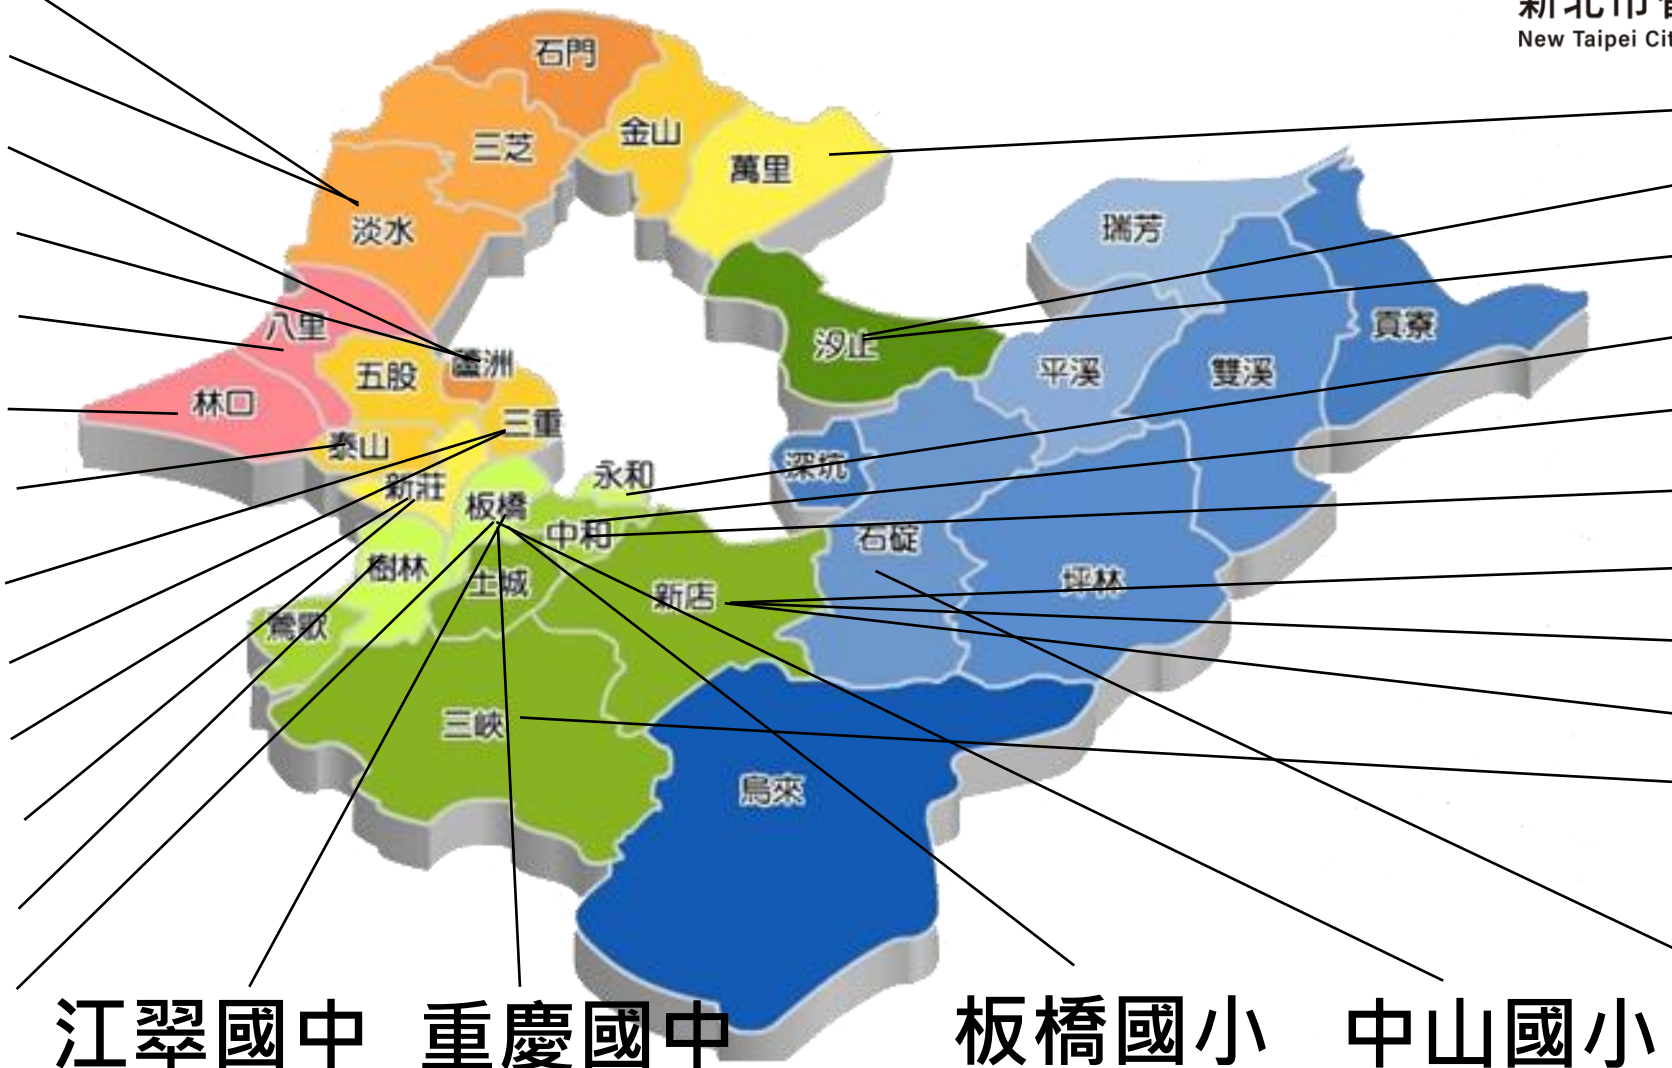 新北市
New Taipei Cit
石門
金山
三芝
萬里
淡水
瑞芳
八里
貢寮
汐止
蘆洲
五股
平溪
雙溪
林口
三重
泰山
深坑
永和
新莊
板橋
中和
石碇
樹林
土城
坪林
新店
鶯歌
三峽
烏來
江翠國中 重慶國中 板橋國小 中山國小